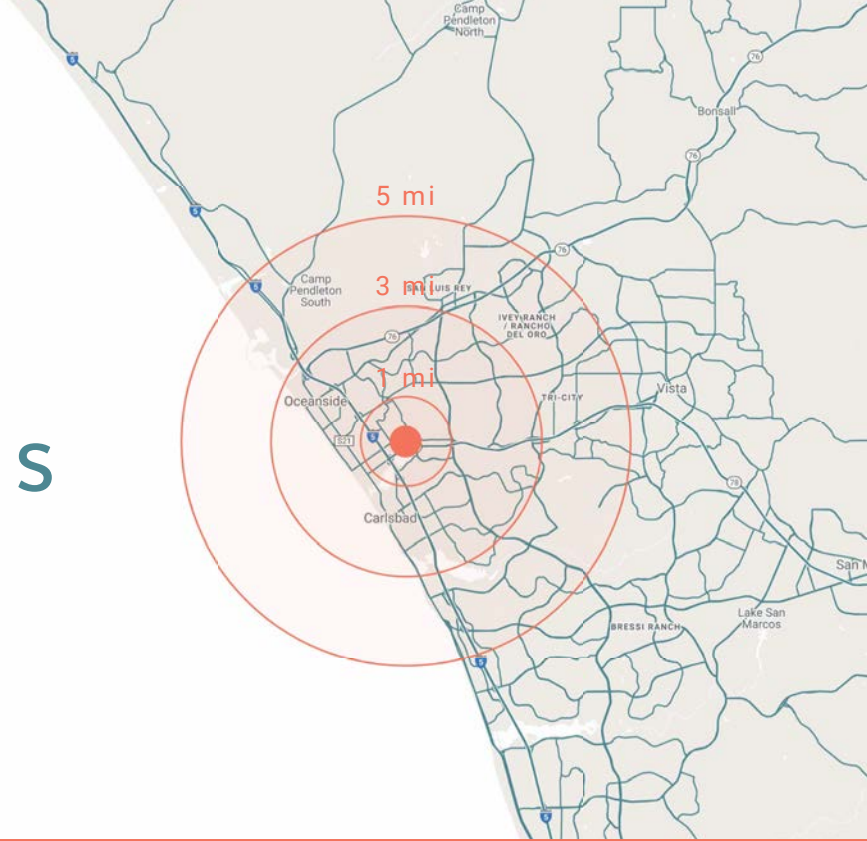 Camp
Pendleton
North
5
76
Bonsall
76
5
5 mi
76
Camp
Pendleton
South
5
3 mi
SAN LUIS REY
IVEY RANCH
/ RANCHO
DEL ORO
76
1 mi
Vista
Oceanside
TRI-CITY
S21
5
S
78
Carlsbad
San M
Lake San
Marcos
BRESSI RANCH
5
5